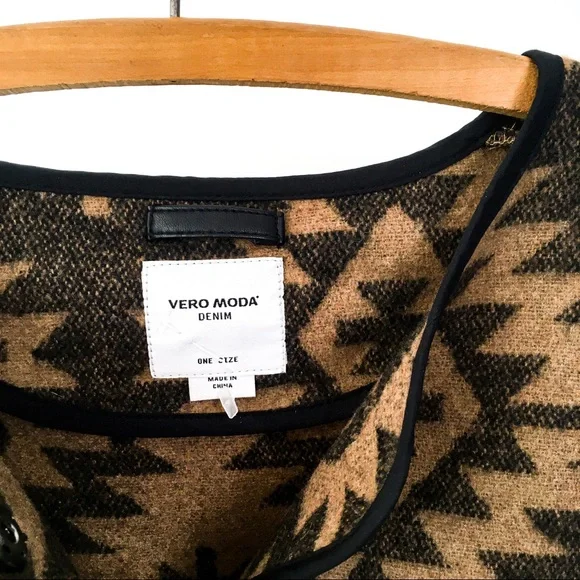 VERO MODA
DENIM
ONE SIZE
MADE IN
CHINA